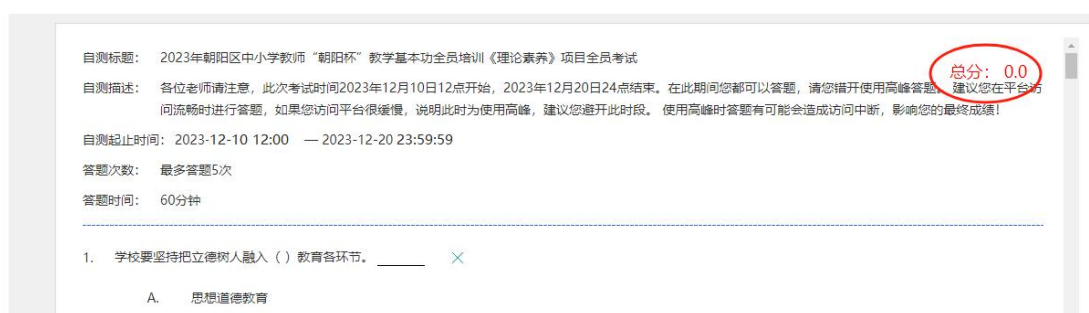 自测标题： 2023年朝阳区中小学教师“朝阳杯”教学基本功全员培训《理论素养》项目全员考试
总分： 0.0
自测描述： 各位老师请注意，此次考试时间2023年12月10日12点开始，2023年12月20日24点结束。在此期间您都可以答题，请您错开使用高峰答题，建议您在平台访
问流畅时进行答题，如果您访问平台很缓慢，说明此时为使用高峰，建议您避开此时段。 使用高峰时答题有可能会造成访问中断，影响您的最终成绩！
自测起止时间： 2023-12-10 12:00 — 2023-12-20 23:59:59
答题次数： 最多答题5次
答题时间： 60分钟
1. 学校要坚持把立德树人融入（ ）教育各环节。______ ×
A. 思想道德教育